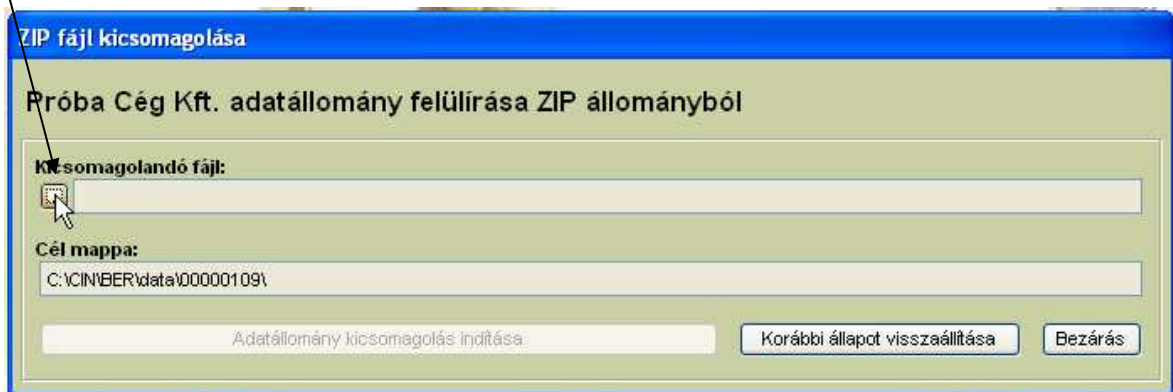 ZIP fájl kicsomagolása
Próba Cég Kft. adatállomány felülírása ZIP állományból
Kicsomagolandó fájl:
Cél mappa:
C:\CIN\BER\data\00000109\
Adatállomány kicsomagolás indítása
Korábbi állapot visszaállítása
Bezárás